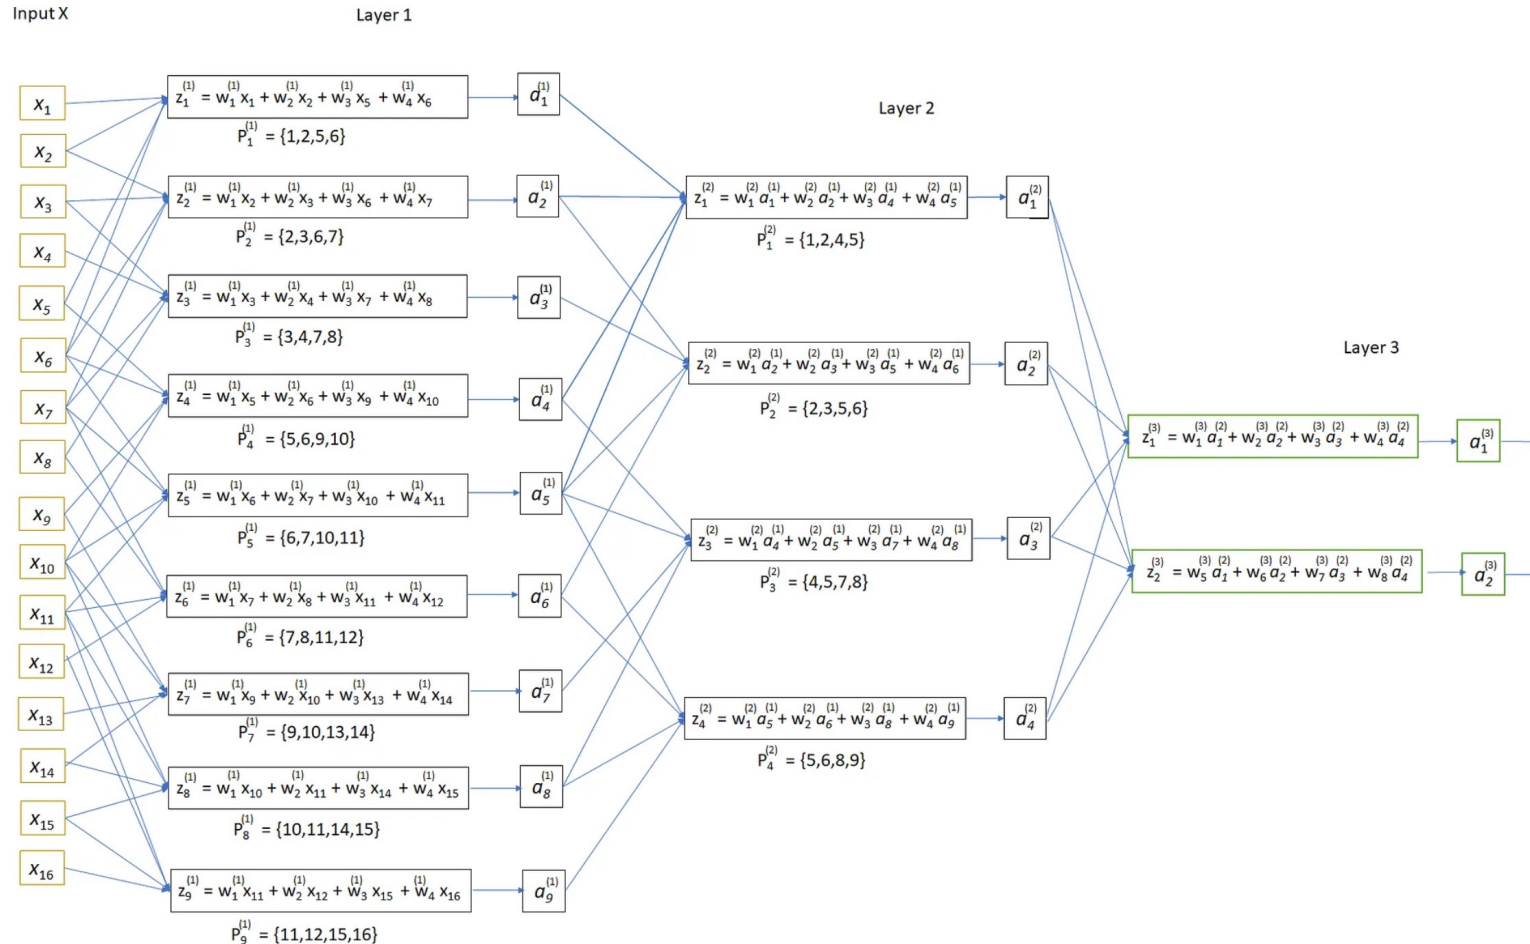 Input X
Layer 1
x₁
x₂
x₃
x₄
x₅
x₆
x₇
x₈
x₉
x₁₀
x₁₁
x₁₂
x₁₃
x₁₄
x₁₅
x₁₆
z₁⁽¹⁾ = w₁⁽¹⁾x₁ + w₂⁽¹⁾x₂ + w₃⁽¹⁾x₅ + w₄⁽¹⁾x₆
P₁⁽¹⁾ = {1,2,5,6}
z₂⁽¹⁾ = w₁⁽¹⁾x₂ + w₂⁽¹⁾x₃ + w₃⁽¹⁾x₆ + w₄⁽¹⁾x₇
P₂⁽¹⁾ = {2,3,6,7}
z₃⁽¹⁾ = w₁⁽¹⁾x₃ + w₂⁽¹⁾x₄ + w₃⁽¹⁾x₇ + w₄⁽¹⁾x₈
P₃⁽¹⁾ = {3,4,7,8}
z₄⁽¹⁾ = w₁⁽¹⁾x₅ + w₂⁽¹⁾x₆ + w₃⁽¹⁾x₉ + w₄⁽¹⁾x₁₀
P₄⁽¹⁾ = {5,6,9,10}
z₅⁽¹⁾ = w₁⁽¹⁾x₆ + w₂⁽¹⁾x₇ + w₃⁽¹⁾x₁₀ + w₄⁽¹⁾x₁₁
P₅⁽¹⁾ = {6,7,10,11}
z₆⁽¹⁾ = w₁⁽¹⁾x₇ + w₂⁽¹⁾x₈ + w₃⁽¹⁾x₁₁ + w₄⁽¹⁾x₁₂
P₆⁽¹⁾ = {7,8,11,12}
z₇⁽¹⁾ = w₁⁽¹⁾x₉ + w₂⁽¹⁾x₁₀ + w₃⁽¹⁾x₁₃ + w₄⁽¹⁾x₁₄
P₇⁽¹⁾ = {9,10,13,14}
z₈⁽¹⁾ = w₁⁽¹⁾x₁₀ + w₂⁽¹⁾x₁₁ + w₃⁽¹⁾x₁₄ + w₄⁽¹⁾x₁₅
P₈⁽¹⁾ = {10,11,14,15}
z₉⁽¹⁾ = w₁⁽¹⁾x₁₁ + w₂⁽¹⁾x₁₂ + w₃⁽¹⁾x₁₅ + w₄⁽¹⁾x₁₆
P₉⁽¹⁾ = {11,12,15,16}
a₁⁽¹⁾
a₂⁽¹⁾
a₃⁽¹⁾
a₄⁽¹⁾
a₅⁽¹⁾
a₆⁽¹⁾
a₇⁽¹⁾
a₈⁽¹⁾
a₉⁽¹⁾
Layer 2
z₁⁽²⁾ = w₁⁽²⁾a₁⁽¹⁾ + w₂⁽²⁾a₂⁽¹⁾ + w₃⁽²⁾a₄⁽¹⁾ + w₄⁽²⁾a₅⁽¹⁾
P₁⁽²⁾ = {1,2,4,5}
z₂⁽²⁾ = w₁⁽²⁾a₂⁽¹⁾ + w₂⁽²⁾a₃⁽¹⁾ + w₃⁽²⁾a₅⁽¹⁾ + w₄⁽²⁾a₆⁽¹⁾
P₂⁽²⁾ = {2,3,5,6}
z₃⁽²⁾ = w₁⁽²⁾a₄⁽¹⁾ + w₂⁽²⁾a₅⁽¹⁾ + w₃⁽²⁾a₇⁽¹⁾ + w₄⁽²⁾a₈⁽¹⁾
P₃⁽²⁾ = {4,5,7,8}
z₄⁽²⁾ = w₁⁽²⁾a₅⁽¹⁾ + w₂⁽²⁾a₆⁽¹⁾ + w₃⁽²⁾a₈⁽¹⁾ + w₄⁽²⁾a₉⁽¹⁾
P₄⁽²⁾ = {5,6,8,9}
a₁⁽²⁾
a₂⁽²⁾
a₃⁽²⁾
a₄⁽²⁾
Layer 3
z₁⁽³⁾ = w₁⁽³⁾a₁⁽²⁾ + w₂⁽³⁾a₂⁽²⁾ + w₃⁽³⁾a₃⁽²⁾ + w₄⁽³⁾a₄⁽²⁾
z₂⁽³⁾ = w₅⁽³⁾a₁⁽²⁾ + w₆⁽³⁾a₂⁽²⁾ + w₇⁽³⁾a₃⁽²⁾ + w₈⁽³⁾a₄⁽²⁾
a₁⁽³⁾
a₂⁽³⁾